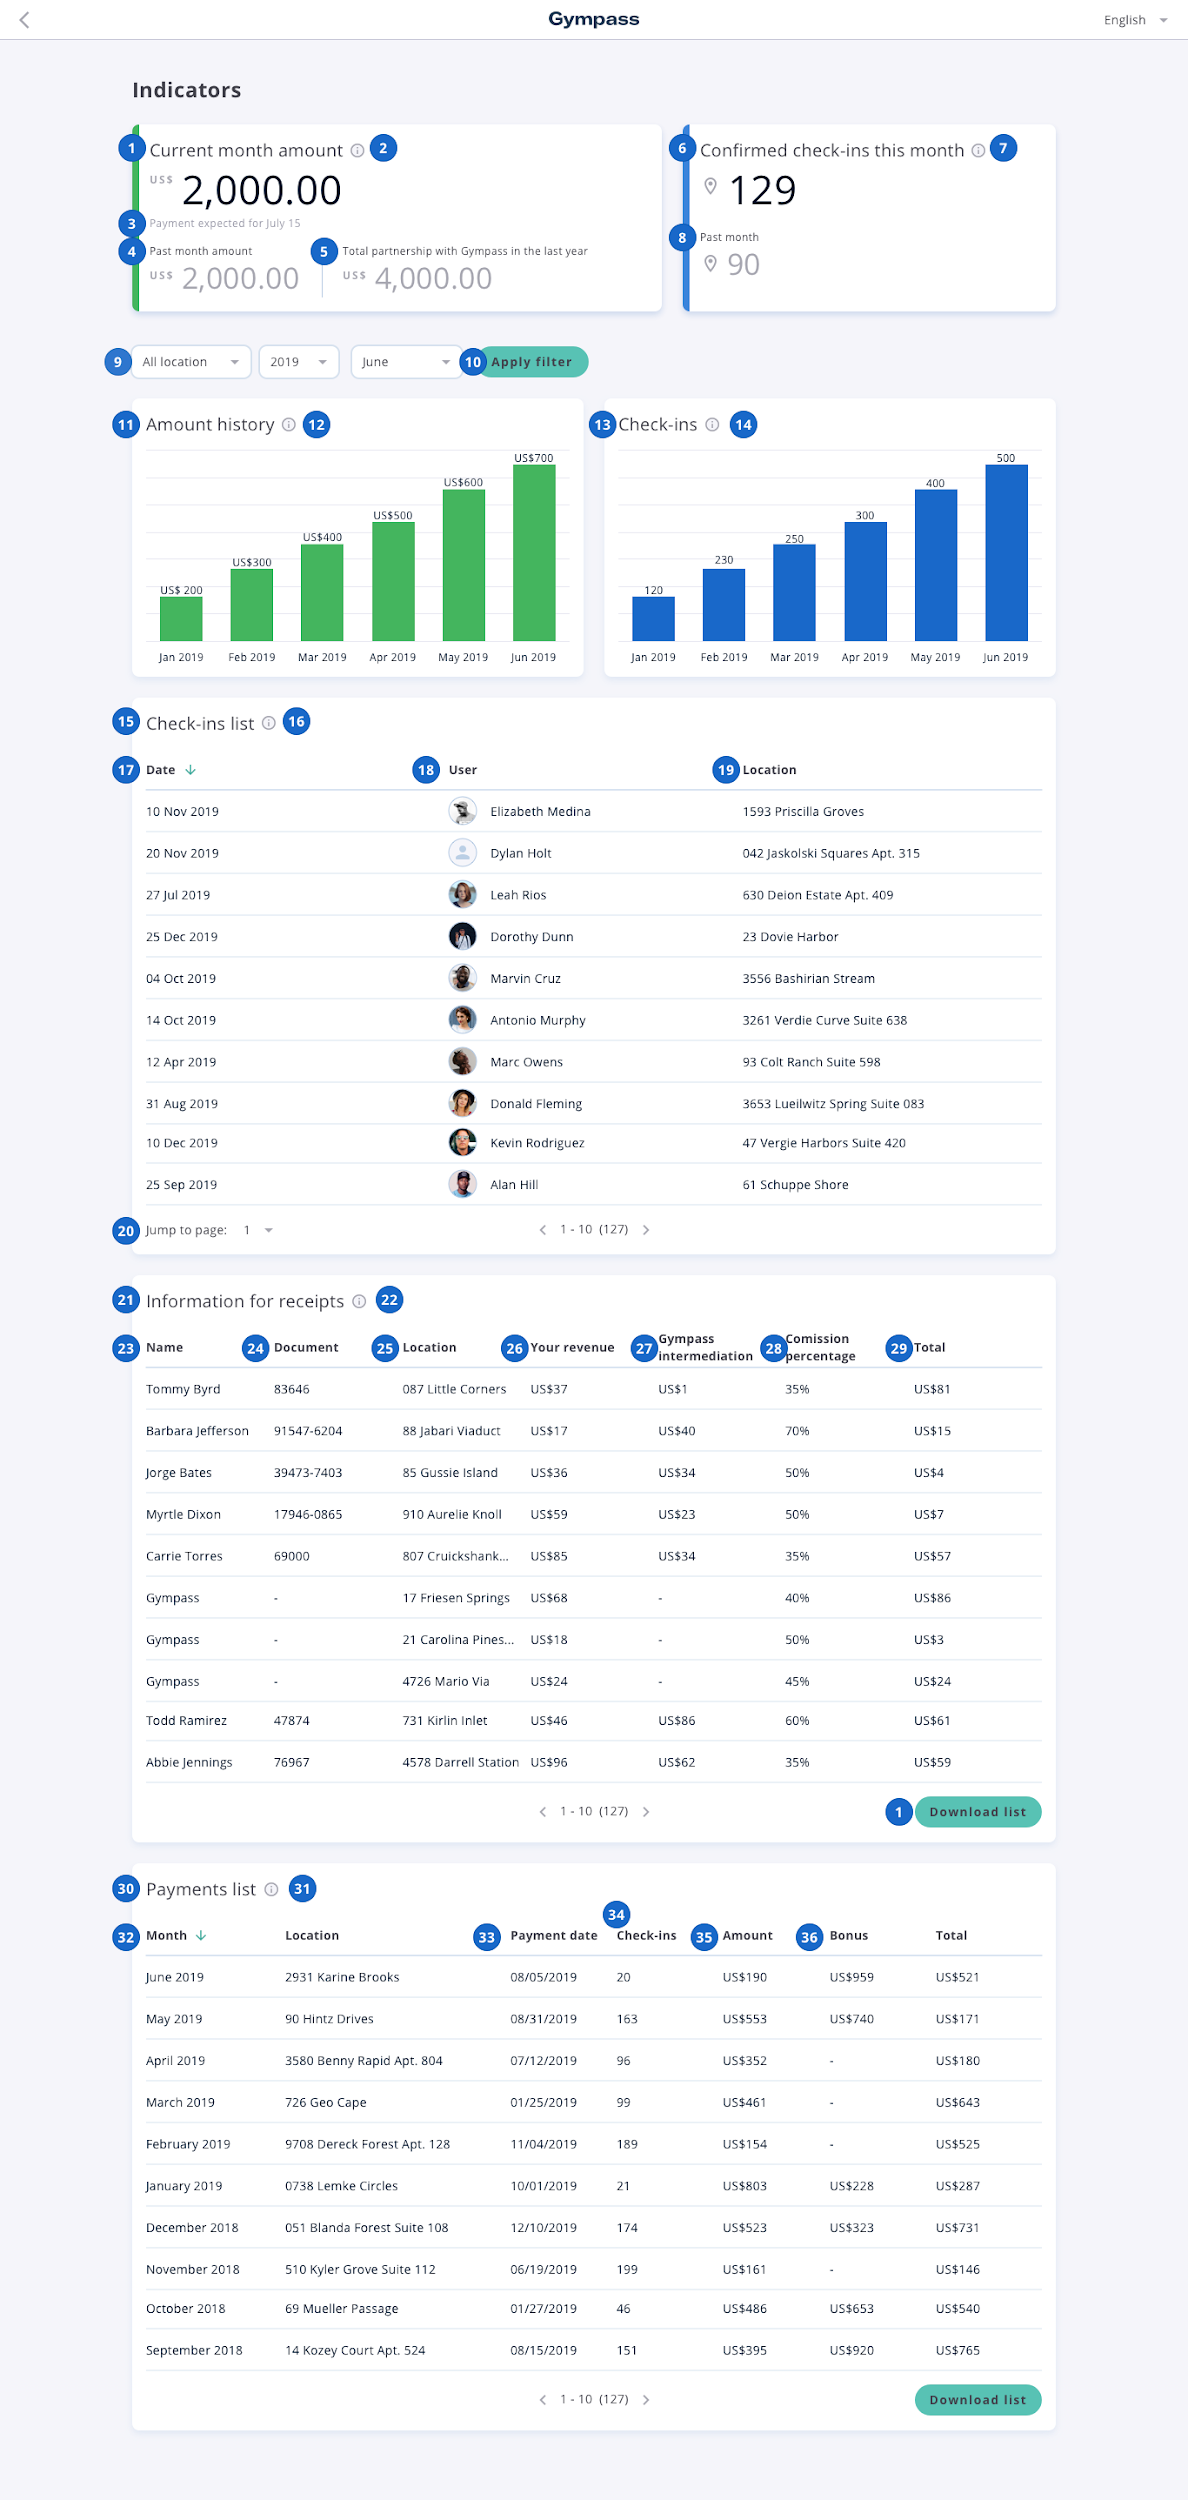 Gympass
English
Indicators
1 Current month amount 2
US$ 2,000.00
3 Payment expected for July 15
4 Past month amount
US$ 2,000.00
5 Total partnership with Gympass in the last year
US$ 4,000.00
6 Confirmed check-ins this month 7
129
8 Past month
90
9 All location 2019 June 10 Apply filter
11 Amount history 12
US$ 200 US$300 US$400 US$500 US$600 US$700
Jan 2019 Feb 2019 Mar 2019 Apr 2019 May 2019 Jun 2019
13 Check-ins 14
120 230 250 300 400 500
Jan 2019 Feb 2019 Mar 2019 Apr 2019 May 2019 Jun 2019
15 Check-ins list 16
17 Date 18 User 19 Location
10 Nov 2019 Elizabeth Medina 1593 Priscilla Groves
20 Nov 2019 Dylan Holt 042 Jaskolski Squares Apt. 315
27 Jul 2019 Leah Rios 630 Deion Estate Apt. 409
25 Dec 2019 Dorothy Dunn 23 Dovie Harbor
04 Oct 2019 Marvin Cruz 3556 Bashirian Stream
14 Oct 2019 Antonio Murphy 3261 Verdie Curve Suite 638
12 Apr 2019 Marc Owens 93 Colt Ranch Suite 598
31 Aug 2019 Donald Fleming 3653 Lueilwitz Spring Suite 083
10 Dec 2019 Kevin Rodriguez 47 Vergie Harbors Suite 420
25 Sep 2019 Alan Hill 61 Schuppe Shore
20 Jump to page: 1 1 - 10 (127)
21 Information for receipts 22
23 Name 24 Document 25 Location 26 Your revenue 27 Gympass intermediation 28 Comission percentage 29 Total
Tommy Byrd 83646 087 Little Corners US$37 US$1 35% US$81
Barbara Jefferson 91547-6204 88 Jabari Viaduct US$17 US$40 70% US$15
Jorge Bates 39473-7403 85 Gussie Island US$36 US$34 50% US$4
Myrtle Dixon 17946-0865 910 Aurelie Knoll US$59 US$23 50% US$7
Carrie Torres 69000 807 Cruickshank... US$85 US$34 35% US$57
Gympass - 17 Friesen Springs US$68 - 40% US$86
Gympass - 21 Carolina Pines... US$18 - 50% US$3
Gympass - 4726 Mario Via US$24 - 45% US$24
Todd Ramirez 47874 731 Kirlin Inlet US$46 US$86 60% US$61
Abbie Jennings 76967 4578 Darrell Station US$96 US$62 35% US$59
1 - 10 (127) 1 Download list
30 Payments list 31
32 Month Location 33 Payment date 34 Check-ins 35 Amount 36 Bonus Total
June 2019 2931 Karine Brooks 08/05/2019 20 US$190 US$959 US$521
May 2019 90 Hintz Drives 08/31/2019 163 US$553 US$740 US$171
April 2019 3580 Benny Rapid Apt. 804 07/12/2019 96 US$352 - US$180
March 2019 726 Geo Cape 01/25/2019 99 US$461 - US$643
February 2019 9708 Dereck Forest Apt. 128 11/04/2019 189 US$154 - US$525
January 2019 0738 Lemke Circles 10/01/2019 21 US$803 US$228 US$287
December 2018 051 Blanda Forest Suite 108 12/10/2019 174 US$523 US$323 US$731
November 2018 510 Kyler Grove Suite 112 06/19/2019 199 US$161 - US$146
October 2018 69 Mueller Passage 01/27/2019 46 US$486 US$653 US$540
September 2018 14 Kozey Court Apt. 524 08/15/2019 151 US$395 US$920 US$765
1 - 10 (127) Download list